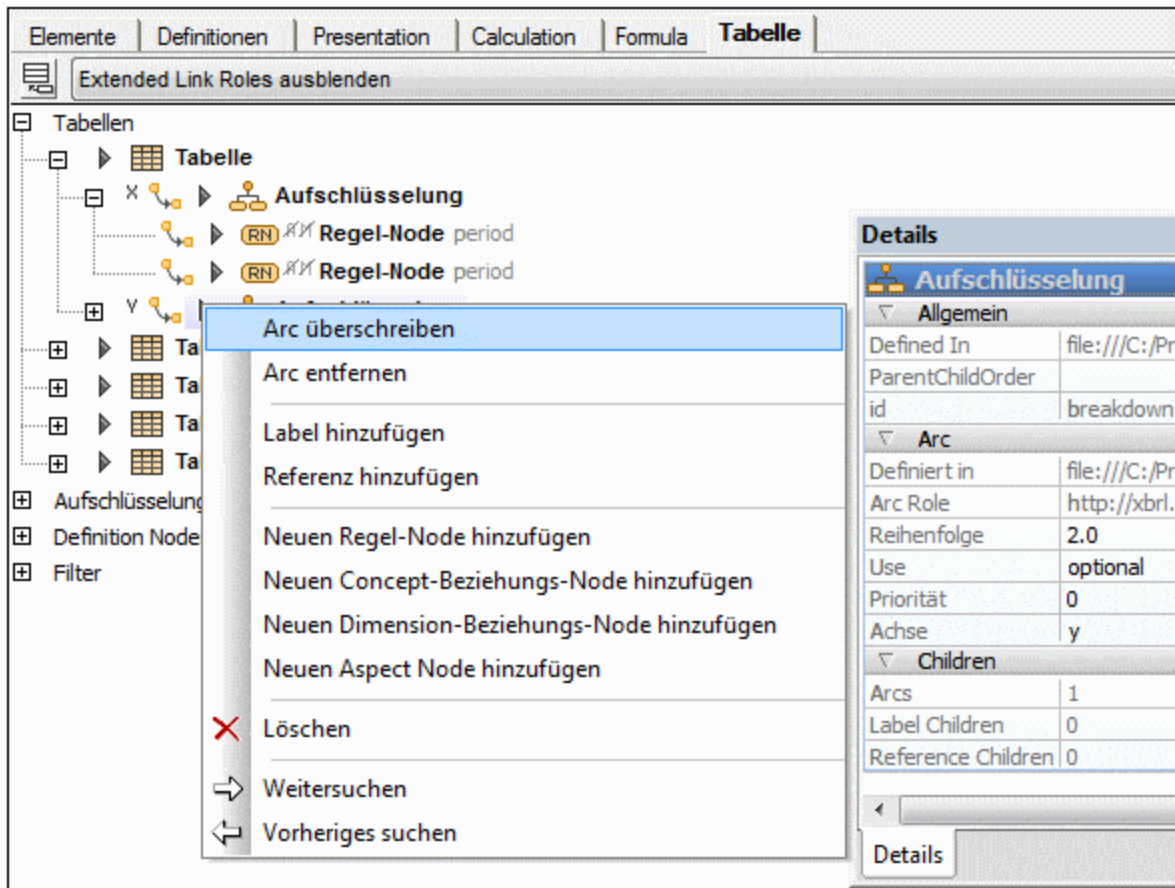 Elemente Definitionen Presentation Calculation Formula Tabelle
Extended Link Roles ausblenden
Tabellen
Tabelle
X Aufschlüsselung
RN Regel-Node period
RN Regel-Node period
Y
Ta
Ta
Ta
Ta
Aufschlüsselung
Definition Node
Filter
Arc überschreiben
Arc entfernen
Label hinzufügen
Referenz hinzufügen
Neuen Regel-Node hinzufügen
Neuen Concept-Beziehungs-Node hinzufügen
Neuen Dimension-Beziehungs-Node hinzufügen
Neuen Aspect Node hinzufügen
Löschen
Weitersuchen
Vorheriges suchen
Details
Aufschlüsselung
Allgemein
Defined In file:///C:/Pr
ParentChildOrder
id breakdown
Arc
Definiert in file:///C:/Pr
Arc Role http://xbrl.
Reihenfolge 2.0
Use optional
Priorität 0
Achse y
Children
Arcs 1
Label Children 0
Reference Children 0
Details